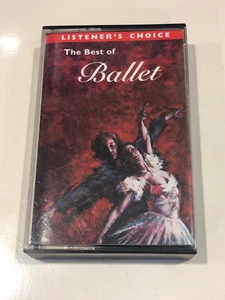 LISTENER'S CHOICE
The Best of
Ballet